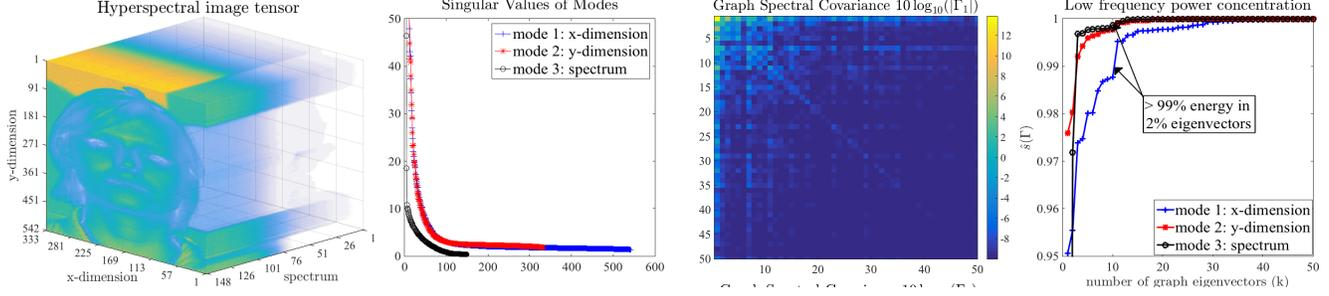 Hyperspectral image tensor
1
91
181
271
361
451
542
y-dimension
333
281
225
169
113
57
1
x-dimension
148
126
101
76
51
26
1
spectrum
Singular Values of Modes
50
40
30
20
10
0
0 100 200 300 400 500 600
mode 1: x-dimension
mode 2: y-dimension
mode 3: spectrum
Graph Spectral Covariance 10 log₁₀(|Γ₁|)
5
10
15
20
25
30
35
40
45
50
10 20 30 40 50
12
10
8
6
4
2
0
-2
-4
-6
-8
Low frequency power concentration
1
0.99
0.98
0.97
0.96
0.95
ŝ(Γ)
> 99% energy in
2% eigenvectors
mode 1: x-dimension
mode 2: y-dimension
mode 3: spectrum
0 10 20 30 40 50
number of graph eigenvectors (k)